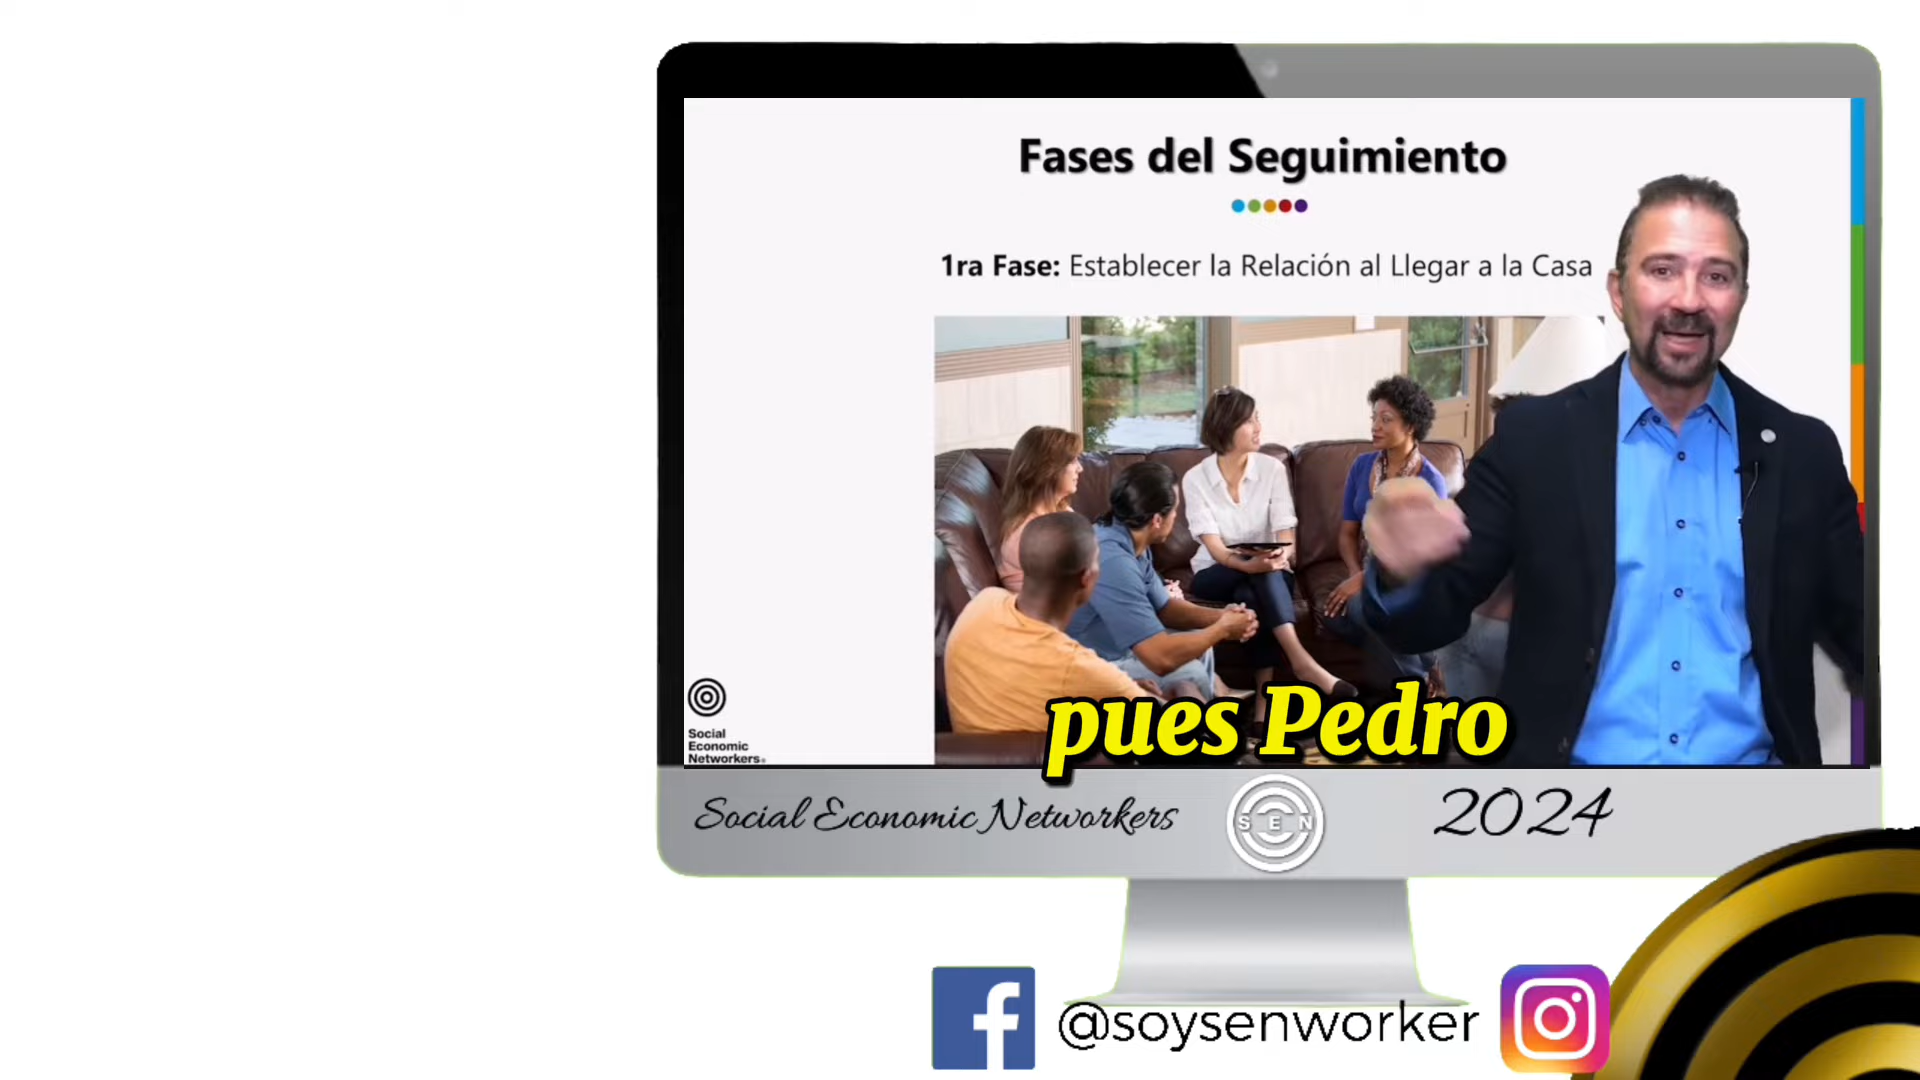 Fases del Seguimiento
1ra Fase: Establecer la Relación al Llegar a la Casa
Social
Economic
Networkers
pues Pedro
Social Economic Networkers
SEN
2024
@soysenworker